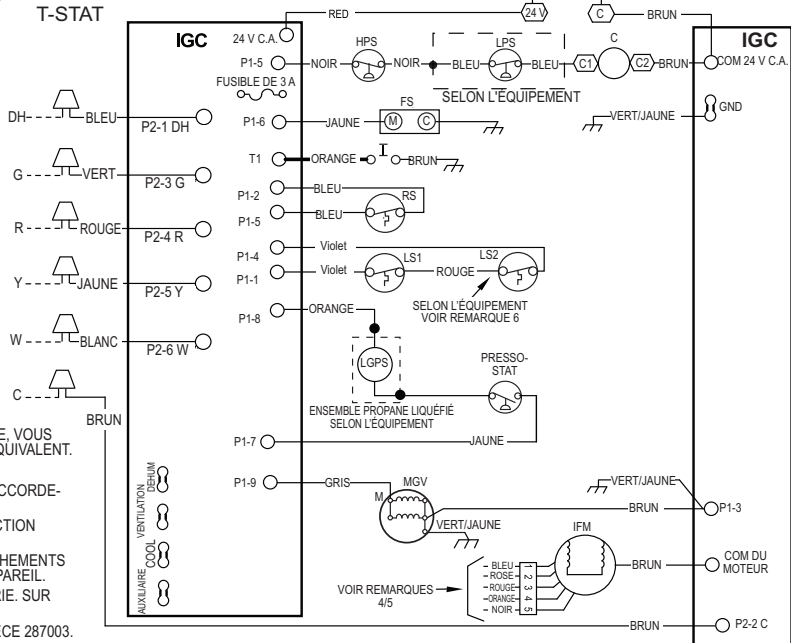 T-STAT
IGC
24 V C.A.
RED
24 V
C
BRUN
IGC
COM 24 V C.A.
P1-5
NOIR
HPS
NOIR
BLEU
LPS
BLEU
C1
C
C2
BRUN
FUSIBLE DE 3 A
SELON L'ÉQUIPEMENT
GND
VERT/JAUNE
DH
BLEU
P2-1 DH
P1-6
JAUNE
FS
M
C
T1
ORANGE
BRUN
G
VERT
P2-3 G
P1-2
BLEU
RS
P1-5
BLEU
R
ROUGE
P2-4 R
P1-4
Violet
P1-1
Violet
LS1
ROUGE
LS2
SELON L'ÉQUIPEMENT
VOIR REMARQUE 6
Y
JAUNE
P2-5 Y
P1-8
ORANGE
W
BLANC
P2-6 W
LGPS
PRESSO-
STAT
ENSEMBLE PROPANE LIQUÉFIÉ
SELON L'ÉQUIPEMENT
C
BRUN
P1-7
JAUNE
E, VOUS
QUIVALENT.
CCORDE-
CTION
CHEMENTS
PAREIL.
RIE. SUR
ÈCE 287003.
DEHUM
VENTILATION
COOL
AUXILIAIRE
P1-9
GRIS
M
MGV
VERT/JAUNE
VERT/JAUNE
BRUN
P1-3
IFM
BLEU 1
ROSE 2
ROUGE 3
ORANGE 4
NOIR 5
VOIR REMARQUES
4/5
BRUN
COM DU
MOTEUR
BRUN
P2-2 C